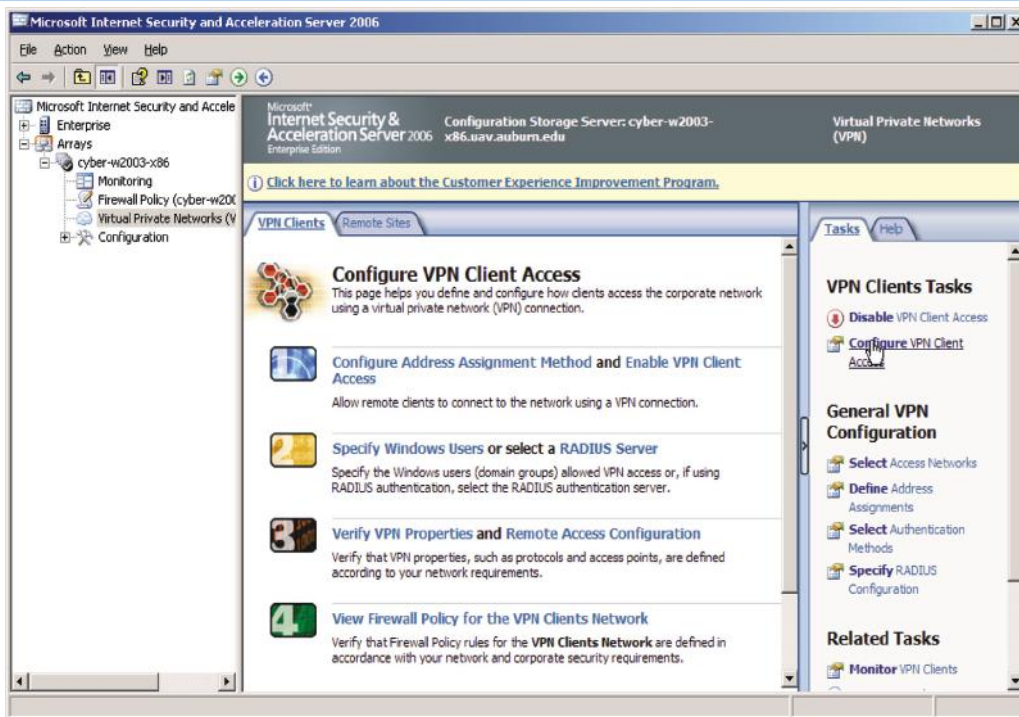 Microsoft Internet Security and Acceleration Server 2006
File Action View Help
Microsoft Internet Security and Accele
Enterprise
Arrays
cyber-w2003-x86
Monitoring
Firewall Policy (cyber-w200
Virtual Private Networks (V
Configuration
Microsoft
Internet Security &
Acceleration Server 2006
Enterprise Edition
Configuration Storage Server: cyber-w2003-
x86.uav.auburn.edu
Virtual Private Networks
(VPN)
Click here to learn about the Customer Experience Improvement Program.
VPN Clients
Remote Sites
Configure VPN Client Access
This page helps you define and configure how clients access the corporate network
using a virtual private network (VPN) connection.
1
Configure Address Assignment Method and Enable VPN Client
Access
Allow remote clients to connect to the network using a VPN connection.
2
Specify Windows Users or select a RADIUS Server
Specify the Windows users (domain groups) allowed VPN access or, if using
RADIUS authentication, select the RADIUS authentication server.
3
Verify VPN Properties and Remote Access Configuration
Verify that VPN properties, such as protocols and access points, are defined
according to your network requirements.
4
View Firewall Policy for the VPN Clients Network
Verify that Firewall Policy rules for the VPN Clients Network are defined in
accordance with your network and corporate security requirements.
Tasks
Help
VPN Clients Tasks
Disable VPN Client Access
Configure VPN Client
Access
General VPN
Configuration
Select Access Networks
Define Address
Assignments
Select Authentication
Methods
Specify RADIUS
Configuration
Related Tasks
Monitor VPN Clients